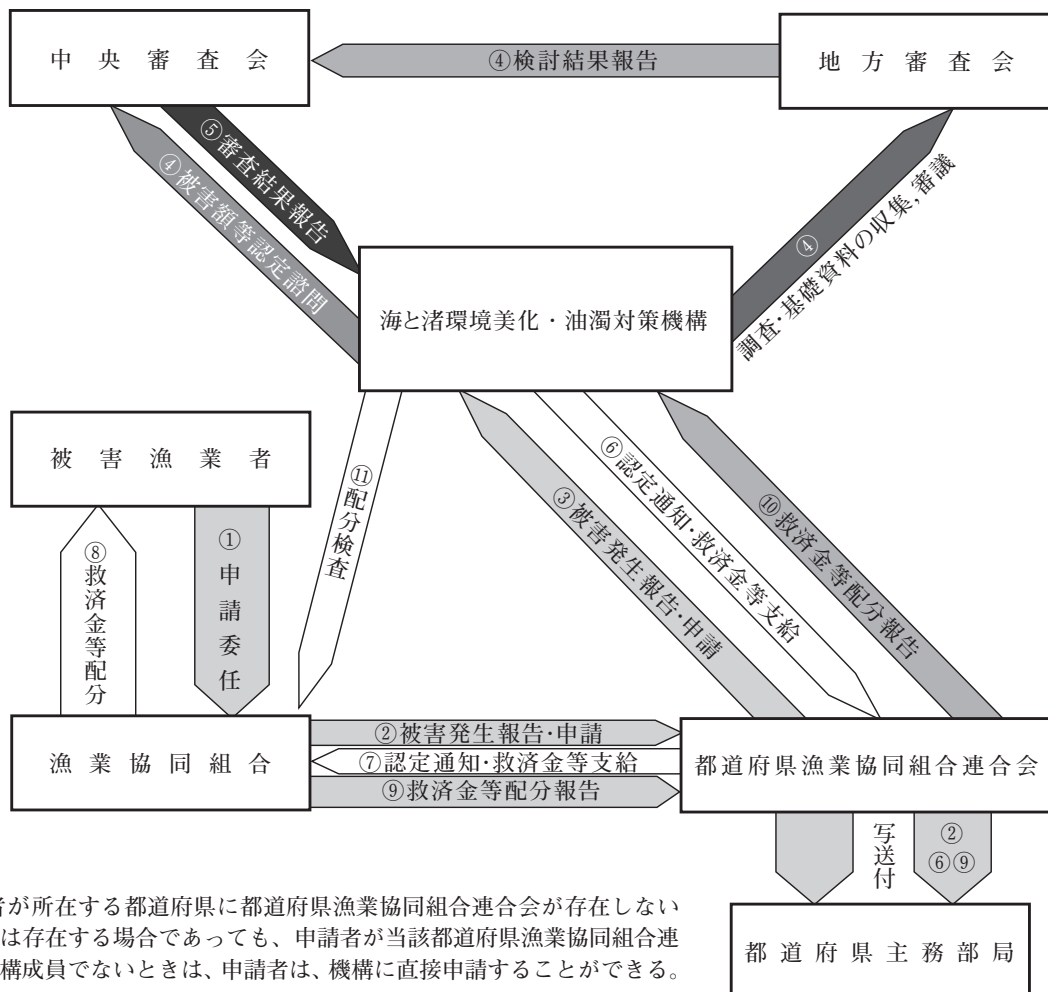 中央審査会
④検討結果報告
地方審査会
⑤審査結果報告
④被害額等認定諮問
④
調査・基礎資料の収集,審議
海と渚環境美化・油濁対策機構
被害漁業者
⑪配分検査
⑥認定通知・救済金等支給
③被害発生報告・申請
⑩救済金等配分報告
①申請委任
⑧救済金等配分
漁業協同組合
②被害発生報告・申請
⑦認定通知・救済金等支給
⑨救済金等配分報告
都道府県漁業協同組合連合会
写送付
②
⑥⑨
都道府県主務部局
者が所在する都道府県に都道府県漁業協同組合連合会が存在しない
は存在する場合であっても、申請者が当該都道府県漁業協同組合連
構成員でないときは、申請者は、機構に直接申請することができる。